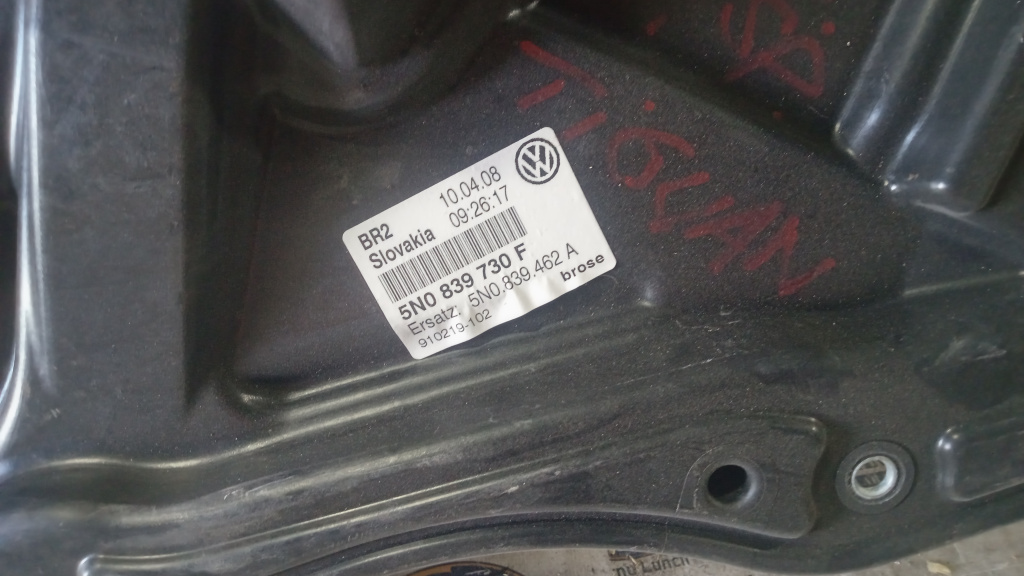 BR2 10.04.08
Slovakia 09:26:17
5N0 839 730 F
Ersatz. 5N0.839.462 A
910219-102 brose
TiGUAN